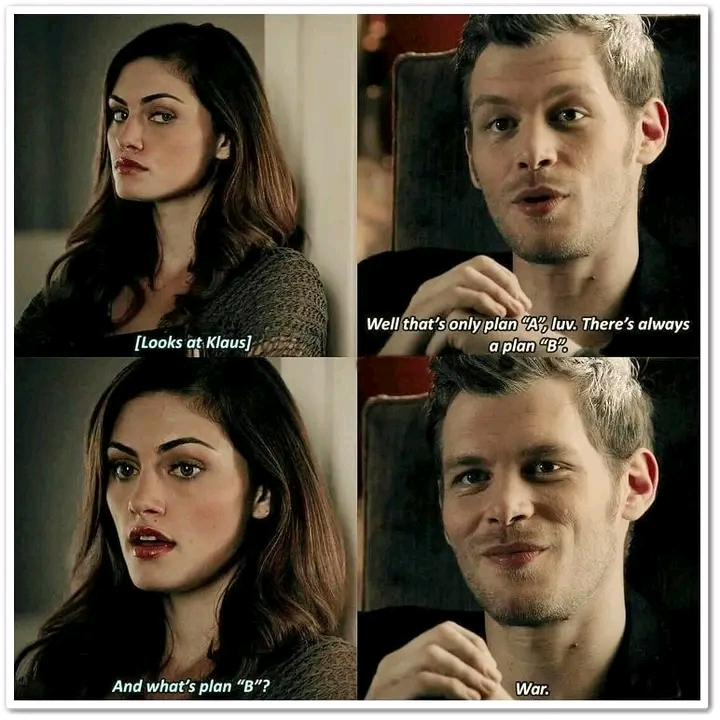 [Looks at Klaus]
Well that's only plan “A”, luv. There's always
a plan “B”.
And what's plan “B”?
War.